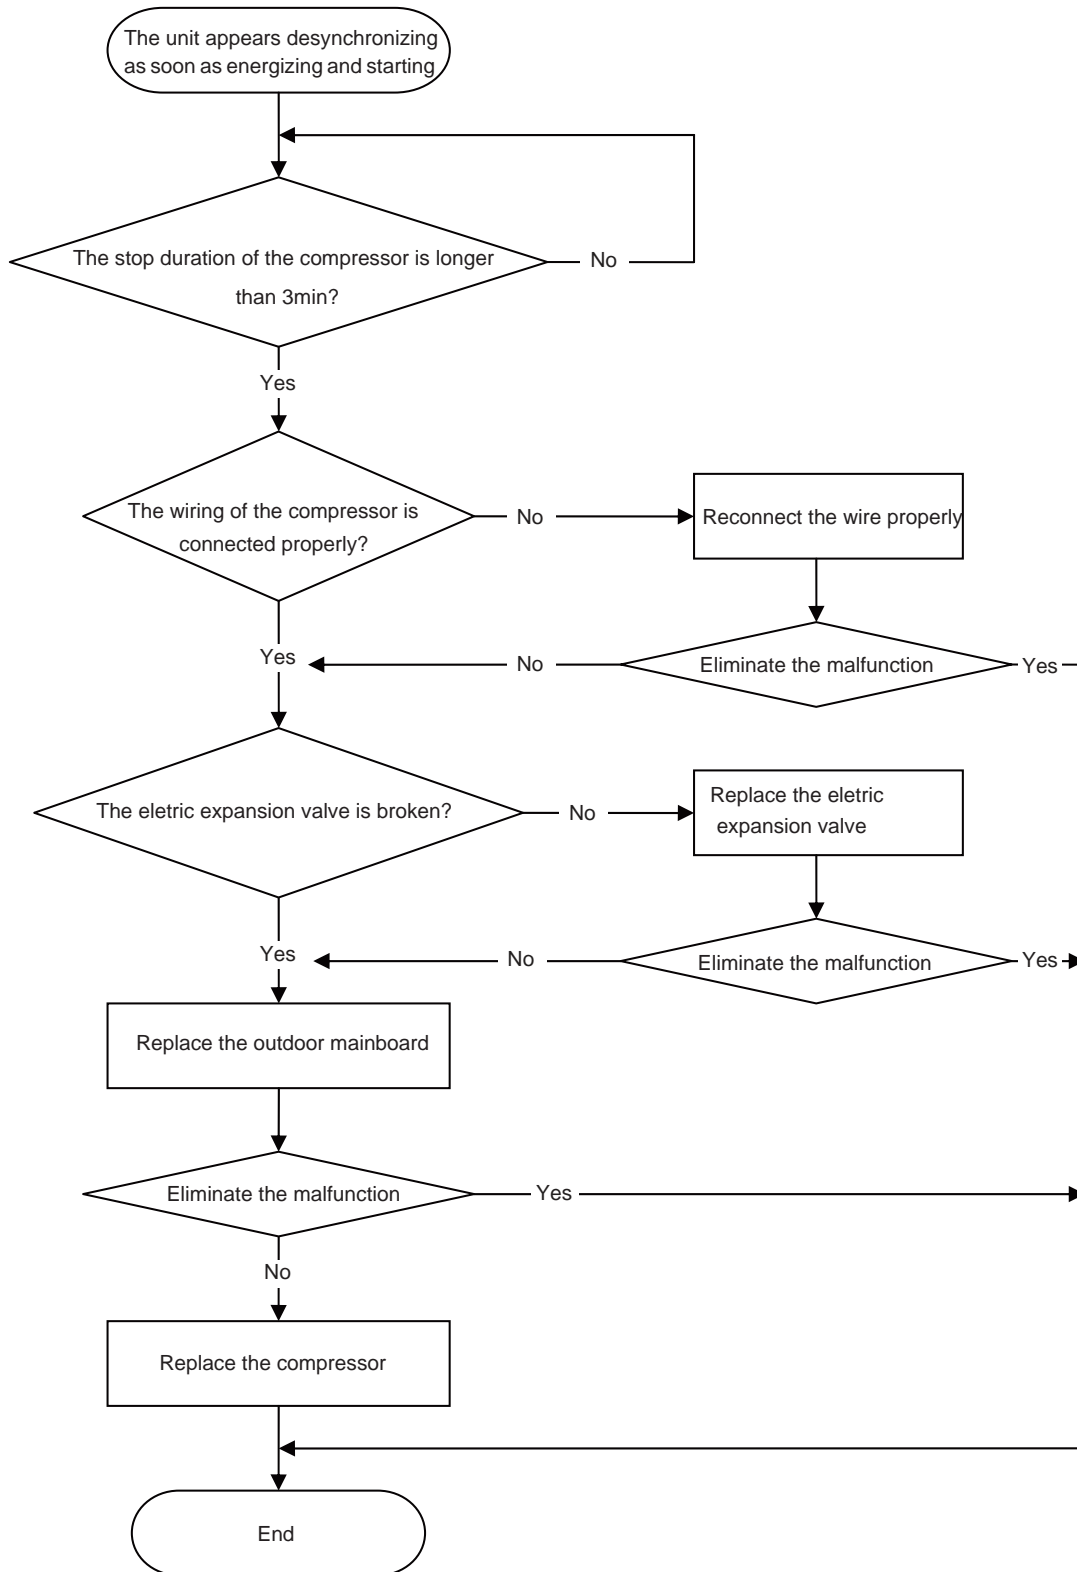 The unit appears desynchronizing
as soon as energizing and starting
The stop duration of the compressor is longer
than 3min?
No
Yes
The wiring of the compressor is
connected properly?
No
Reconnect the wire properly
Yes
No
Eliminate the malfunction
Yes
The eletric expansion valve is broken?
No
Replace the eletric
expansion valve
Yes
No
Eliminate the malfunction
Yes
Replace the outdoor mainboard
Eliminate the malfunction
Yes
No
Replace the compressor
End